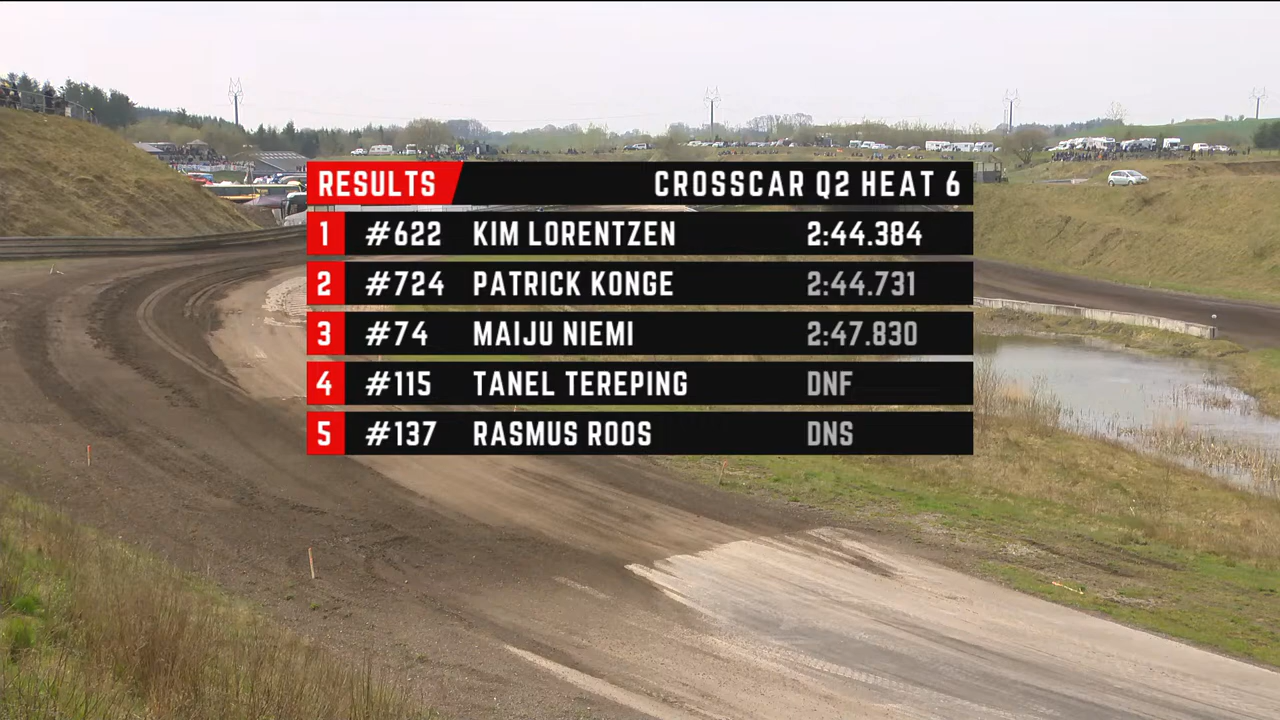 RESULTS CROSSCAR Q2 HEAT 6
1 #622 KIM LORENTZEN 2:44.384
2 #724 PATRICK KONGE 2:44.731
3 #74 MAIJU NIEMI 2:47.830
4 #115 TANEL TEREPING DNF
5 #137 RASMUS ROOS DNS